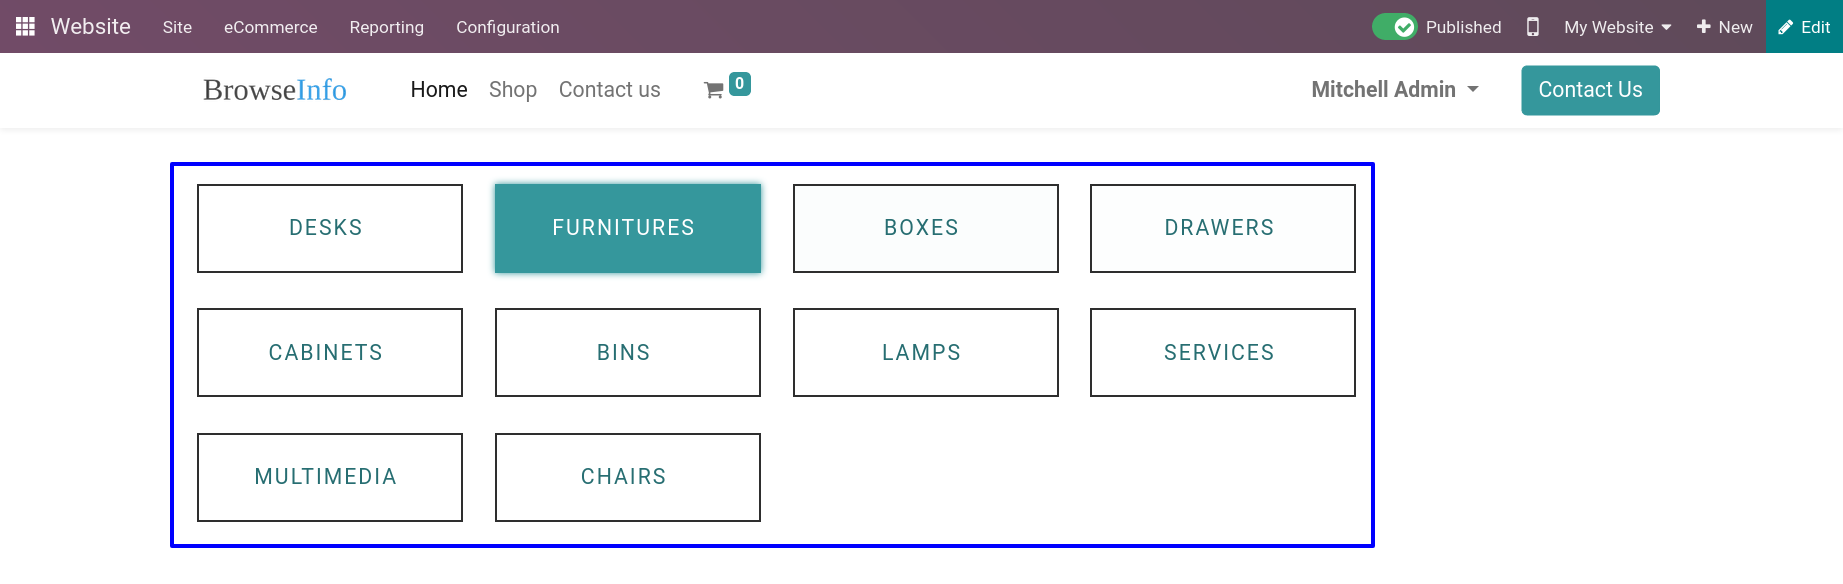 Website Site eCommerce Reporting Configuration Published My Website New Edit
BrowseInfo Home Shop Contact us 0 Mitchell Admin Contact Us
DESKS FURNITURES BOXES DRAWERS
CABINETS BINS LAMPS SERVICES
MULTIMEDIA CHAIRS